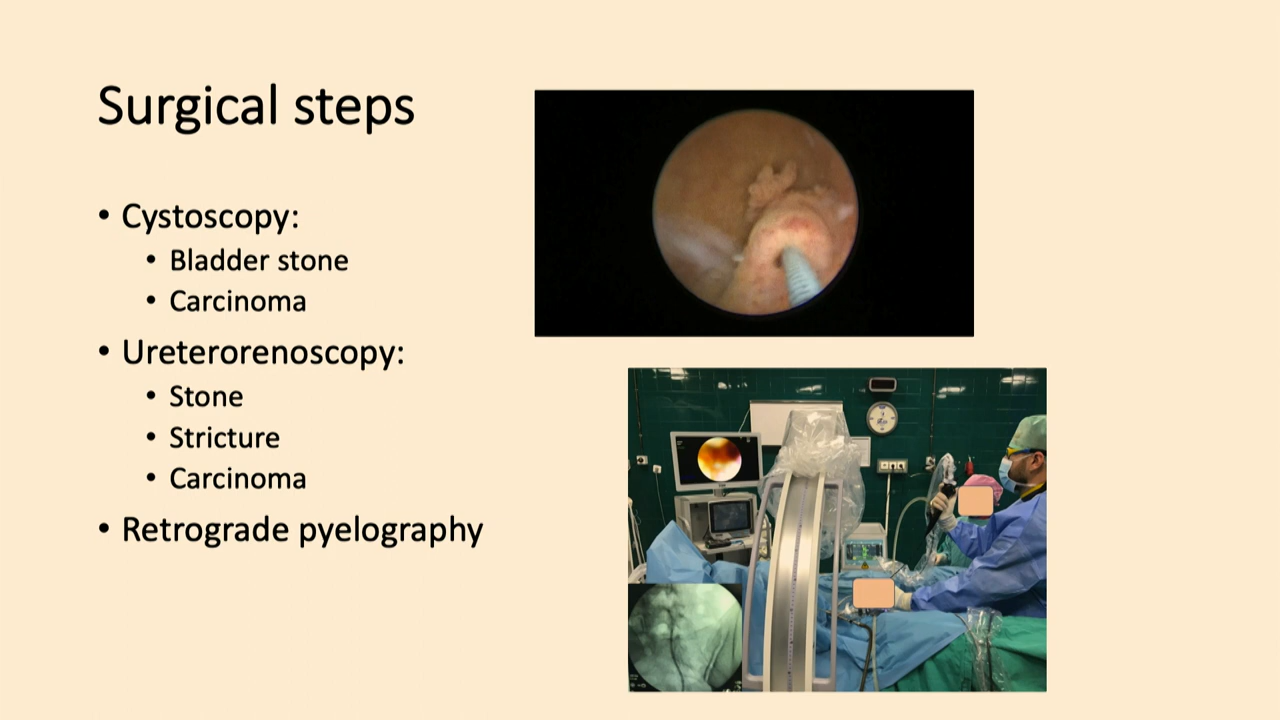 Surgical steps
• Cystoscopy:
• Bladder stone
• Carcinoma
• Ureterorenoscopy:
• Stone
• Stricture
• Carcinoma
• Retrograde pyelography